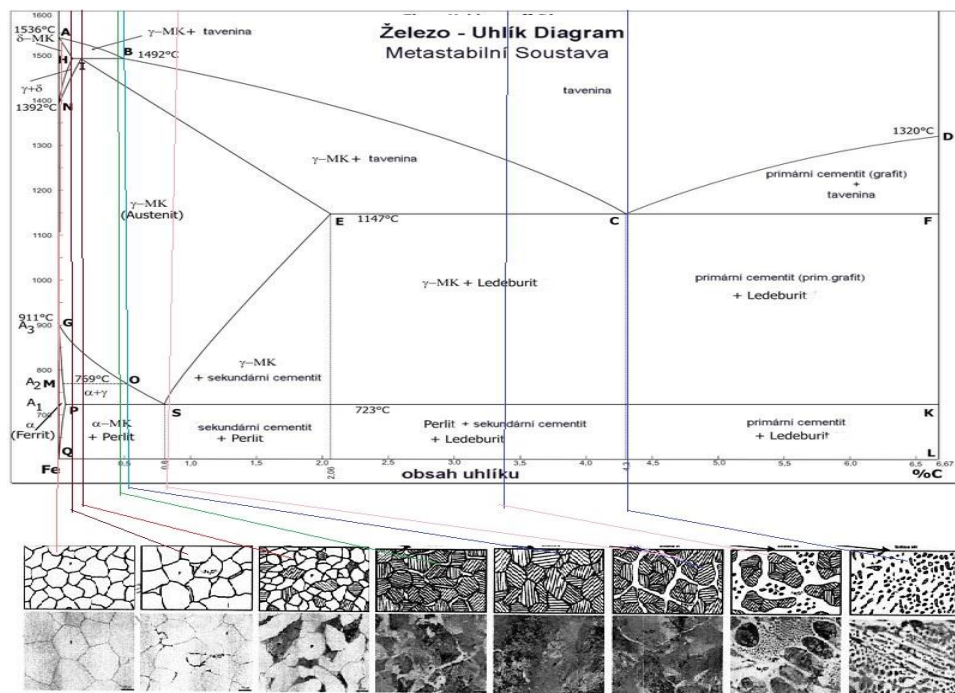 1600
1536°C
A
δ−MK
γ−MK+ tavenina
Železo - Uhlík Diagram
Metastabilní Soustava
B
1492°C
1500
H
I
tavenina
γ+δ
1400
N
1392°C
1320°C
D
1300
γ−MK+ tavenina
primární cementit (grafit)
+
tavenina
1200
γ−MK
(Austenit)
E
1147°C
C
F
1100
γ−MK + Ledeburit
primární cementit (prim.grafit)
+ Ledeburit
1000
911°C
A3
G
900
γ−MK
+ sekundární cementit
800
769°C
O
A2
M
α+γ
A1
P
S
723°C
K
700
α
(Ferrit)
α−MK
+ Perlit
sekundární cementit
+ Perlit
Perlit + sekundární cementit
+ Ledeburit
primární cementit
+ Ledeburit
Q
L
Fe
0,5
0,8
1,0
1,5
2,0
2,06
2,5
3,0
3,5
4,0
4,3
4,5
5,0
5,5
6,0
6,5
6,67
obsah uhlíku
%C